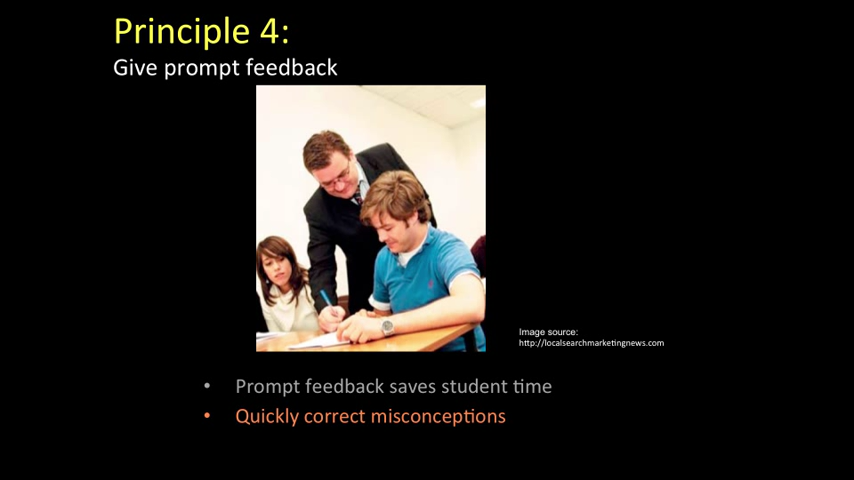 Principle 4:
Give prompt feedback
Image source:
http://localsearchmarketingnews.com
• Prompt feedback saves student time
• Quickly correct misconceptions